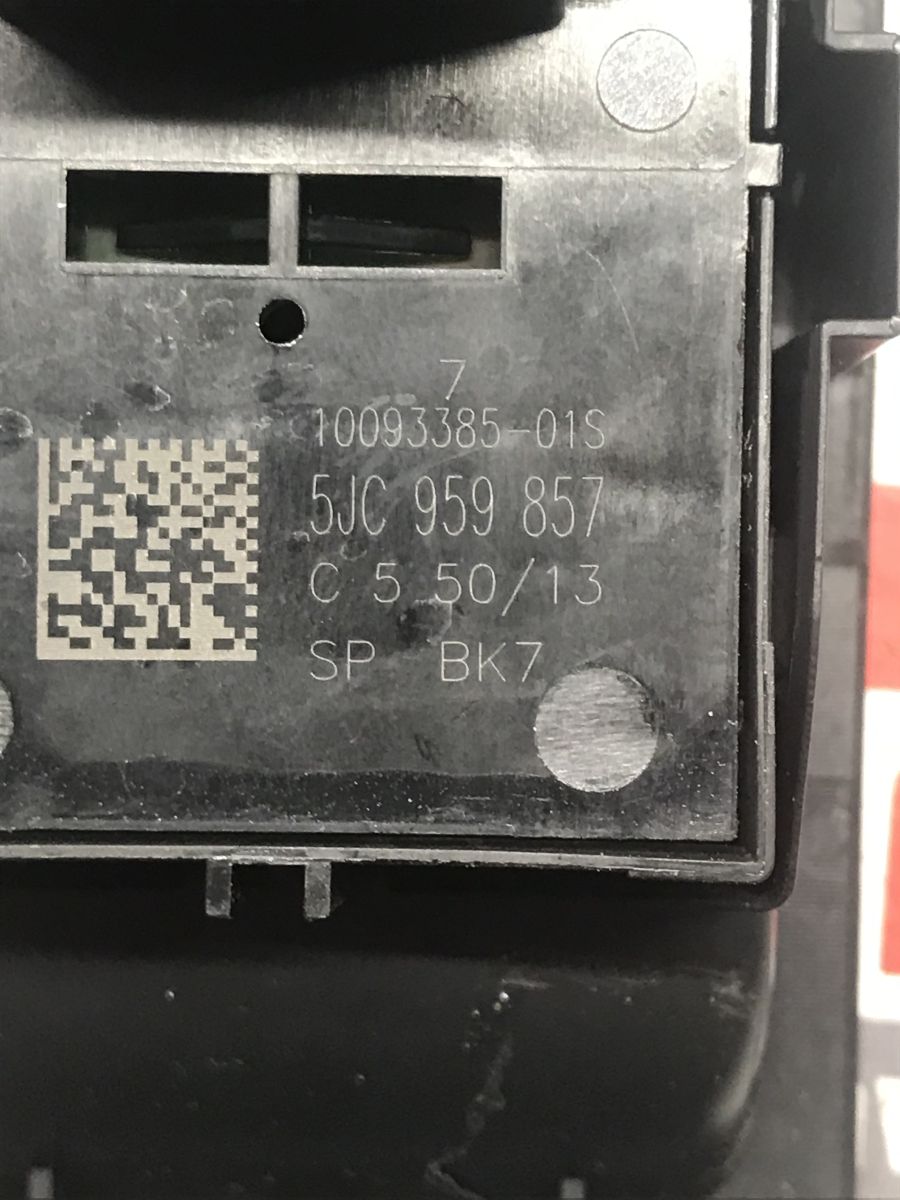 7
10093385-01S
5JC 959 857
C 5 50/13
SP BK7